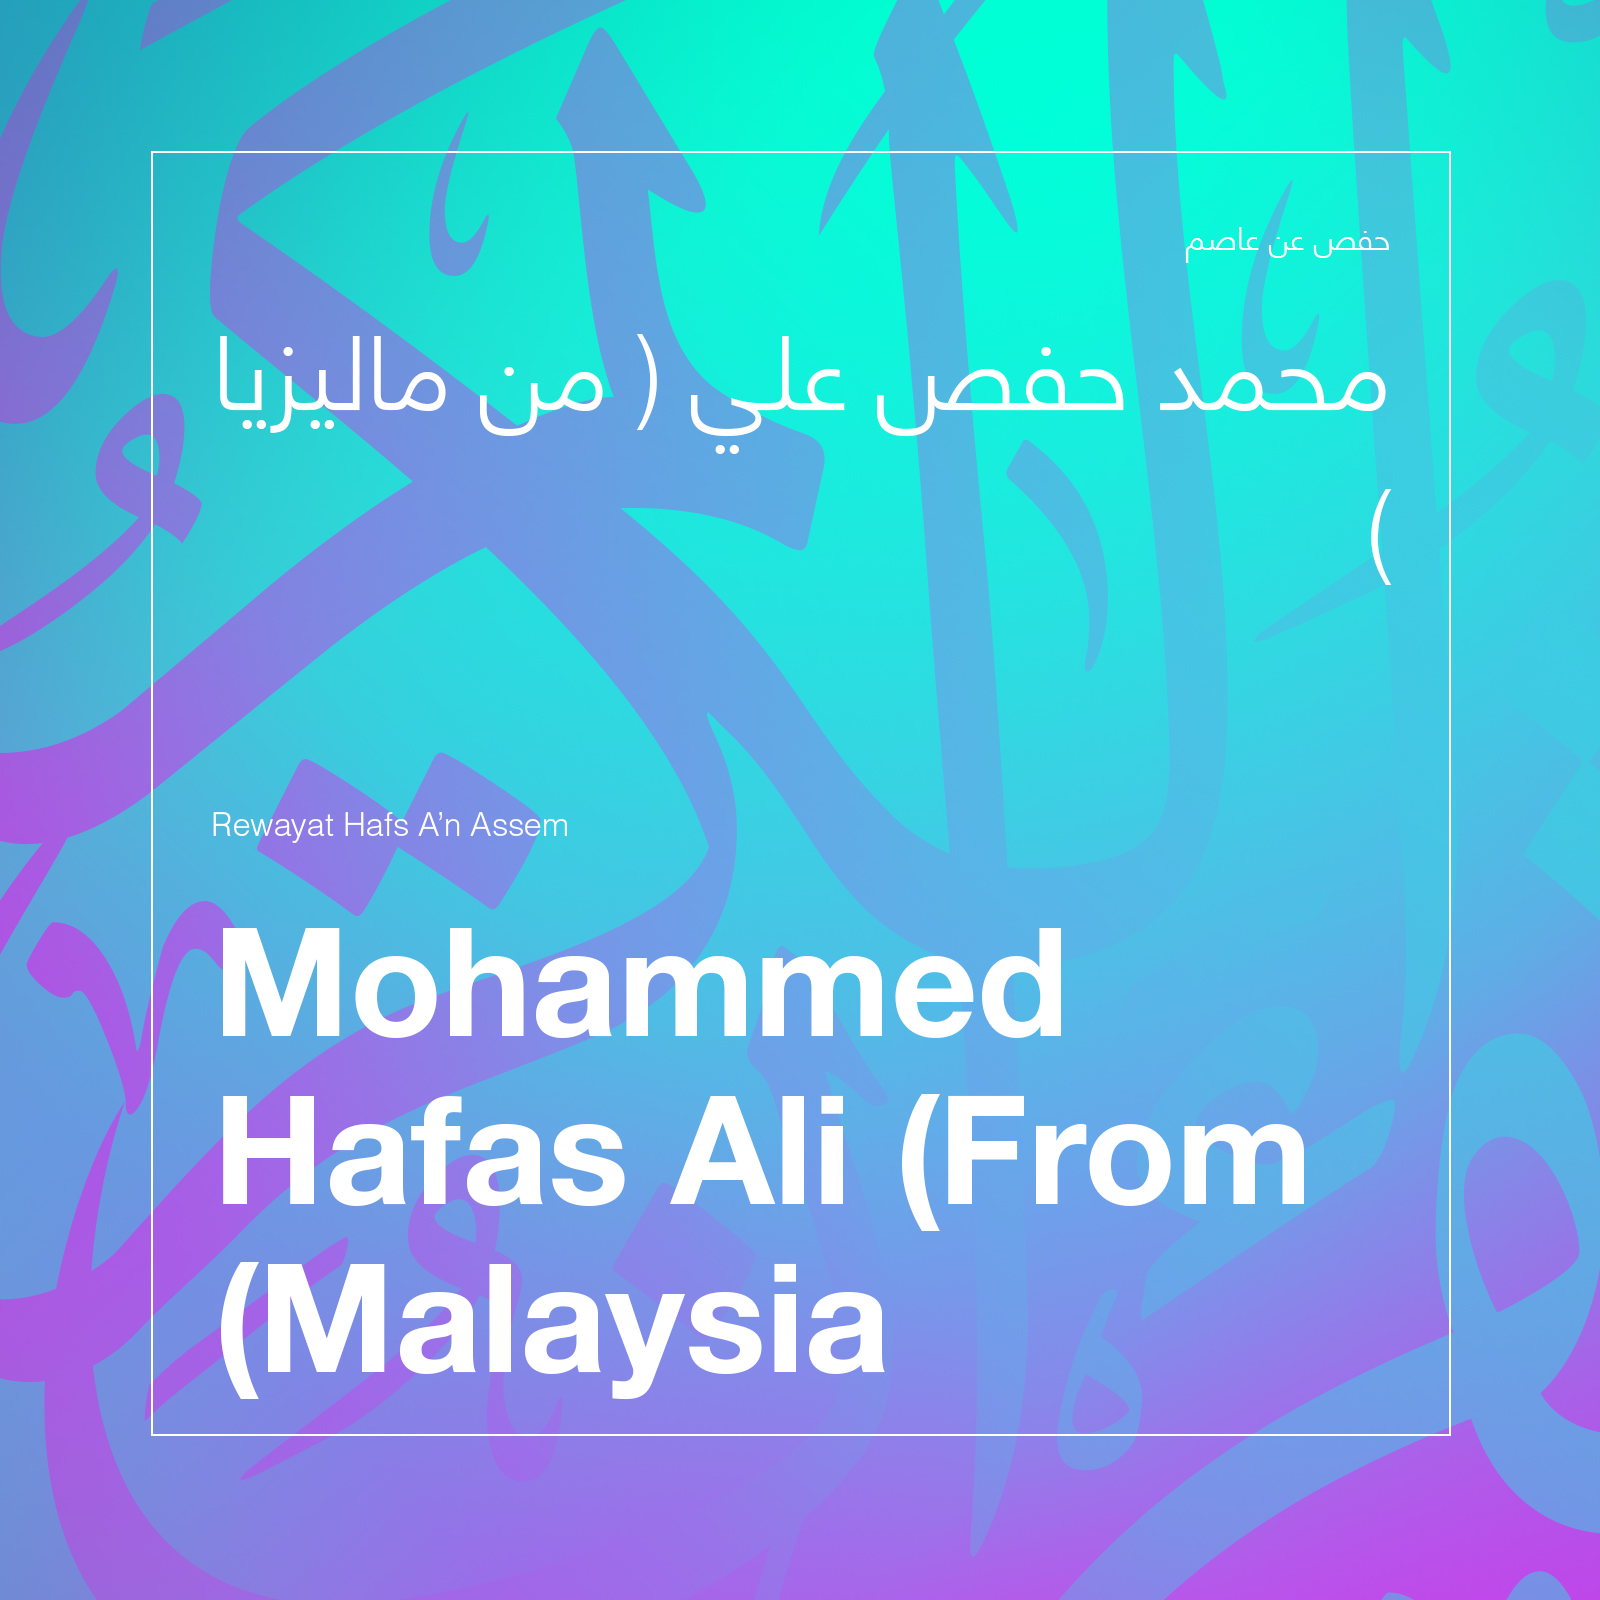 حفص عن عاصم
محمد حفص علي ( من ماليزيا
(
Rewayat Hafs A’n Assem
Mohammed
Hafas Ali (From
(Malaysia